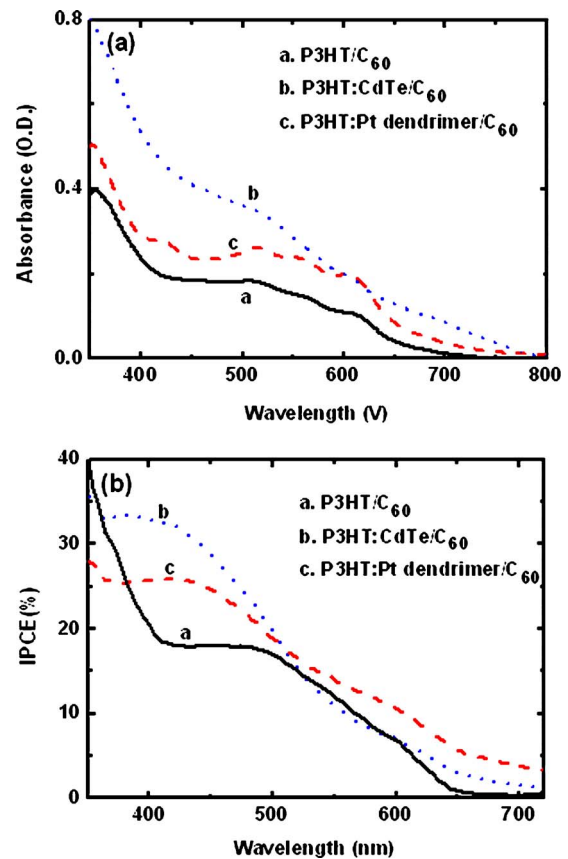 (a)
a. P3HT/C60
b. P3HT:CdTe/C60
c. P3HT:Pt dendrimer/C60
b
c
a
Absorbance (O.D.)
0.8
0.4
0.0
400 500 600 700 800
Wavelength (V)
(b)
a. P3HT/C60
b. P3HT:CdTe/C60
c. P3HT:Pt dendrimer/C60
b
c
a
IPCE(%)
40
30
20
10
0
400 500 600 700
Wavelength (nm)